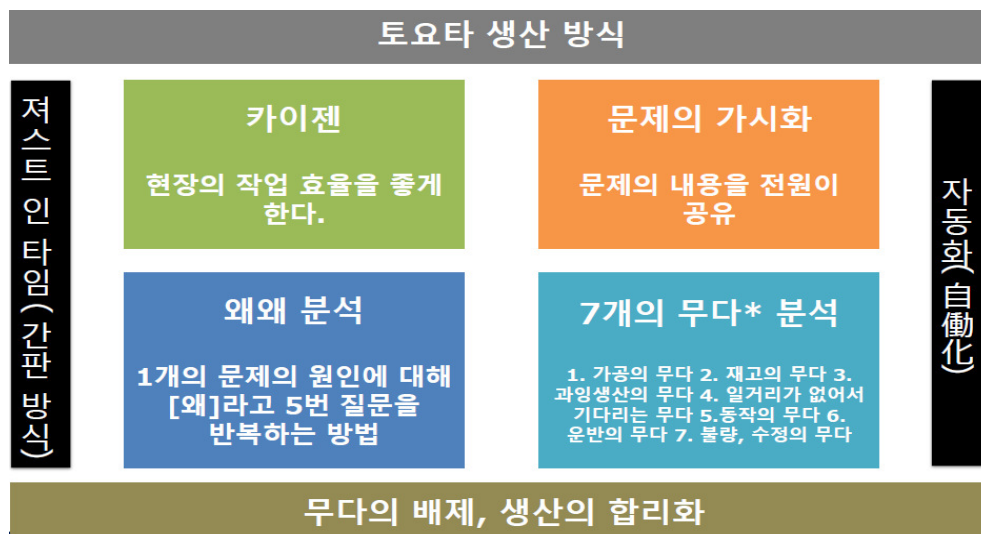 토요타 생산 방식
져스트 인 타임(간판 방식)
카이젠
현장의 작업 효율을 좋게
한다.
문제의 가시화
문제의 내용을 전원이
공유
왜왜 분석
1개의 문제의 원인에 대해
[왜]라고 5번 질문을
반복하는 방법
7개의 무다* 분석
1. 가공의 무다 2. 재고의 무다 3.
과잉생산의 무다 4. 일거리가 없어서
기다리는 무다 5.동작의 무다 6.
운반의 무다 7. 불량, 수정의 무다
자동화(自働化)
무다의 배제, 생산의 합리화